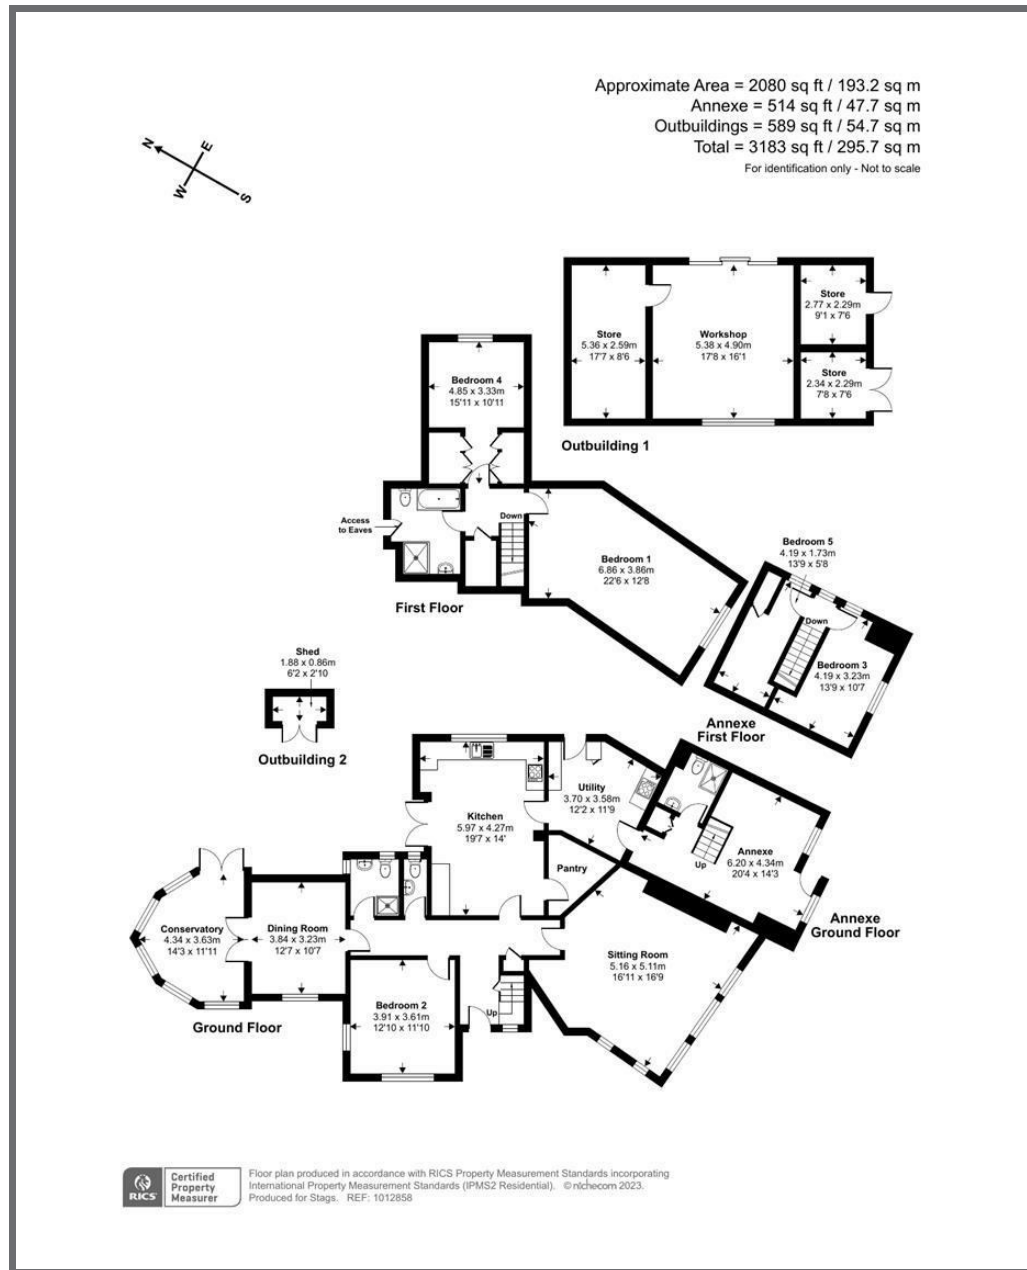 Approximate Area = 2080 sq ft / 193.2 sq m
Annexe = 514 sq ft / 47.7 sq m
Outbuildings = 589 sq ft / 54.7 sq m
Total = 3183 sq ft / 295.7 sq m
For identification only - Not to scale
N
E
W
S
Store
5.36 x 2.59m
17'7 x 8'6
Workshop
5.38 x 4.90m
17'8 x 16'1
Store
2.77 x 2.29m
9'1 x 7'6
Store
2.34 x 2.29m
7'8 x 7'6
Outbuilding 1
Bedroom 4
4.85 x 3.33m
15'11 x 10'11
Access
to Eaves
Down
Bedroom 1
6.86 x 3.86m
22'6 x 12'8
First Floor
Bedroom 5
4.19 x 1.73m
13'9 x 5'8
Down
Bedroom 3
4.19 x 3.23m
13'9 x 10'7
Annexe
First Floor
Shed
1.88 x 0.86m
6'2 x 2'10
Outbuilding 2
Kitchen
5.97 x 4.27m
19'7 x 14'
Utility
3.70 x 3.58m
12'2 x 11'9
Pantry
Up
Annexe
6.20 x 4.34m
20'4 x 14'3
Annexe
Ground Floor
Conservatory
4.34 x 3.63m
14'3 x 11'11
Dining Room
3.84 x 3.23m
12'7 x 10'7
Sitting Room
5.16 x 5.11m
16'11 x 16'9
Bedroom 2
3.91 x 3.61m
12'10 x 11'10
Up
Ground Floor
RICS
Certified
Property
Measurer
Floor plan produced in accordance with RICS Property Measurement Standards incorporating
International Property Measurement Standards (IPMS2 Residential). © nichecom 2023.
Produced for Stags. REF: 1012858